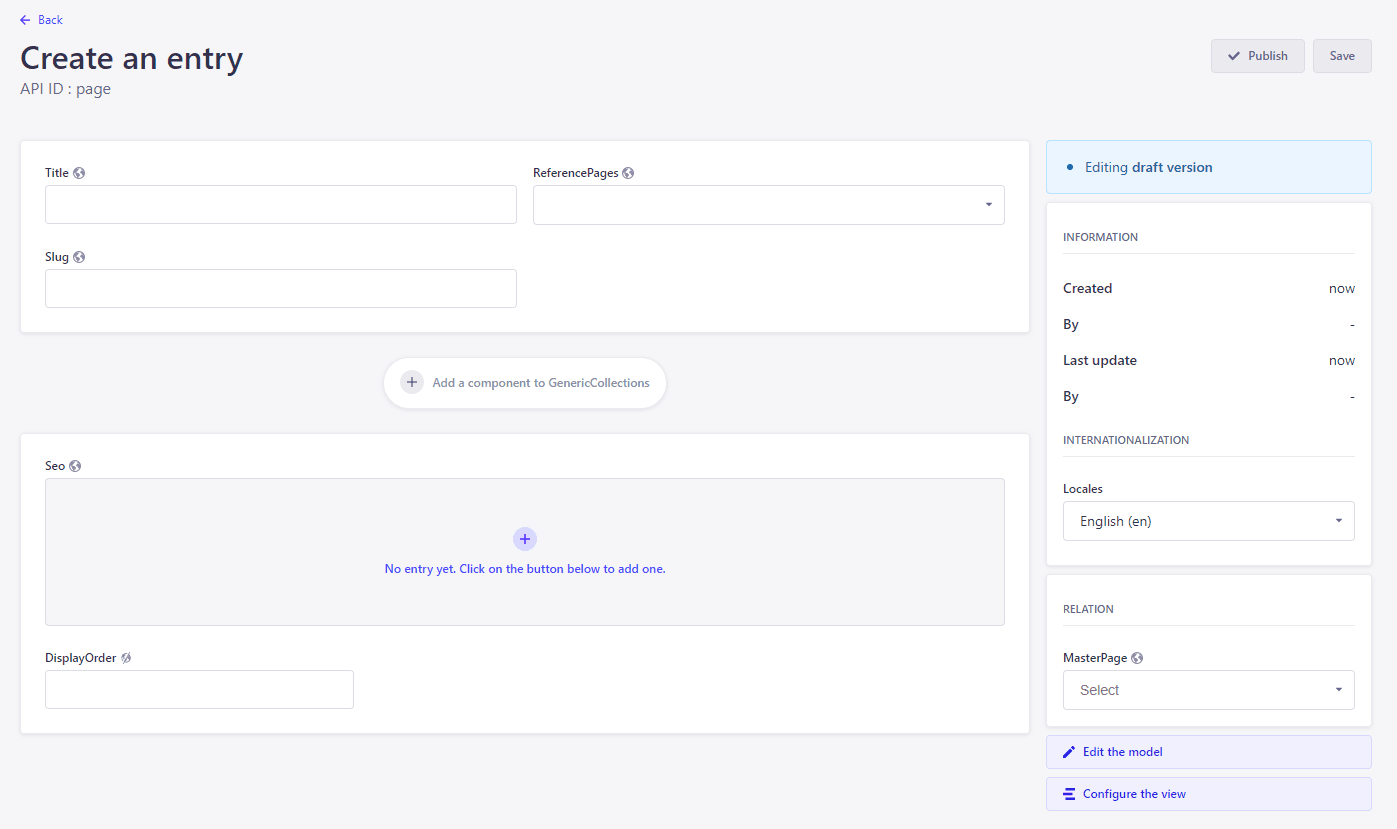 Back
Create an entry
API ID : page
Publish
Save
Title
ReferencePages
Slug
Add a component to GenericCollections
Seo
No entry yet. Click on the button below to add one.
DisplayOrder
Editing draft version
INFORMATION
Created now
By -
Last update now
By -
INTERNATIONALIZATION
Locales
English (en)
RELATION
MasterPage
Select
Edit the model
Configure the view